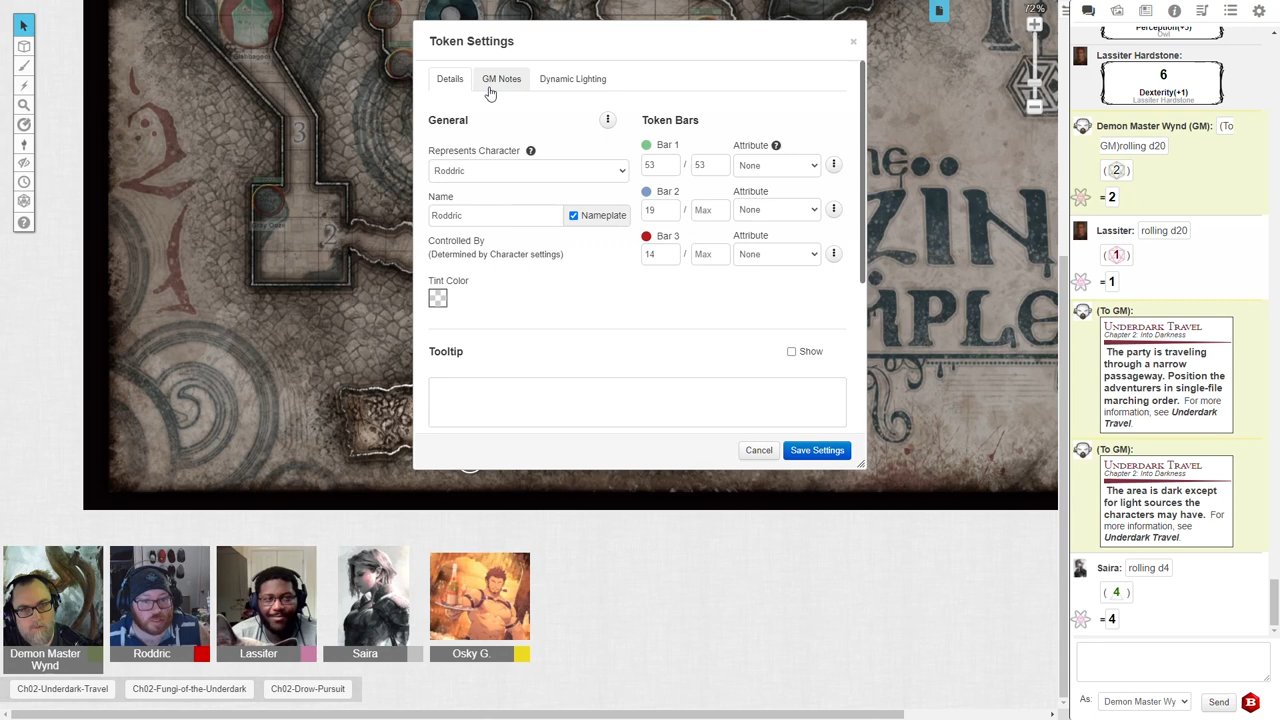 72%
Token Settings
×
Details
GM Notes
Dynamic Lighting
General
Represents Character
Roddric
Name
Roddric
Nameplate
Controlled By
(Determined by Character settings)
Tint Color
Token Bars
Bar 1
Attribute
53 / 53
None
Bar 2
Attribute
19 / Max
None
Bar 3
Attribute
14 / Max
None
Tooltip
Show
Cancel
Save Settings
3
2
Demon Master
Wynd
Roddric
Lassiter
Saira
Osky G.
Ch02-Underdark-Travel
Ch02-Fungi-of-the-Underdark
Ch02-Drow-Pursuit
Perception(+3)
Owl
Lassiter Hardstone:
6
Dexterity(+1)
Lassiter Hardstone
Demon Master Wynd (GM): (To
GM)rolling d20
(2)
= 2
Lassiter: rolling d20
(1)
= 1
(To GM):
Underdark Travel
Chapter 2: Into Darkness
The party is traveling
through a narrow
passageway. Position the
adventurers in single-file
marching order. For more
information, see Underdark
Travel.
(To GM):
Underdark Travel
Chapter 2: Into Darkness
The area is dark except
for light sources the
characters may have. For
more information, see
Underdark Travel.
Saira: rolling d4
(4)
= 4
As:
Demon Master Wy
Send